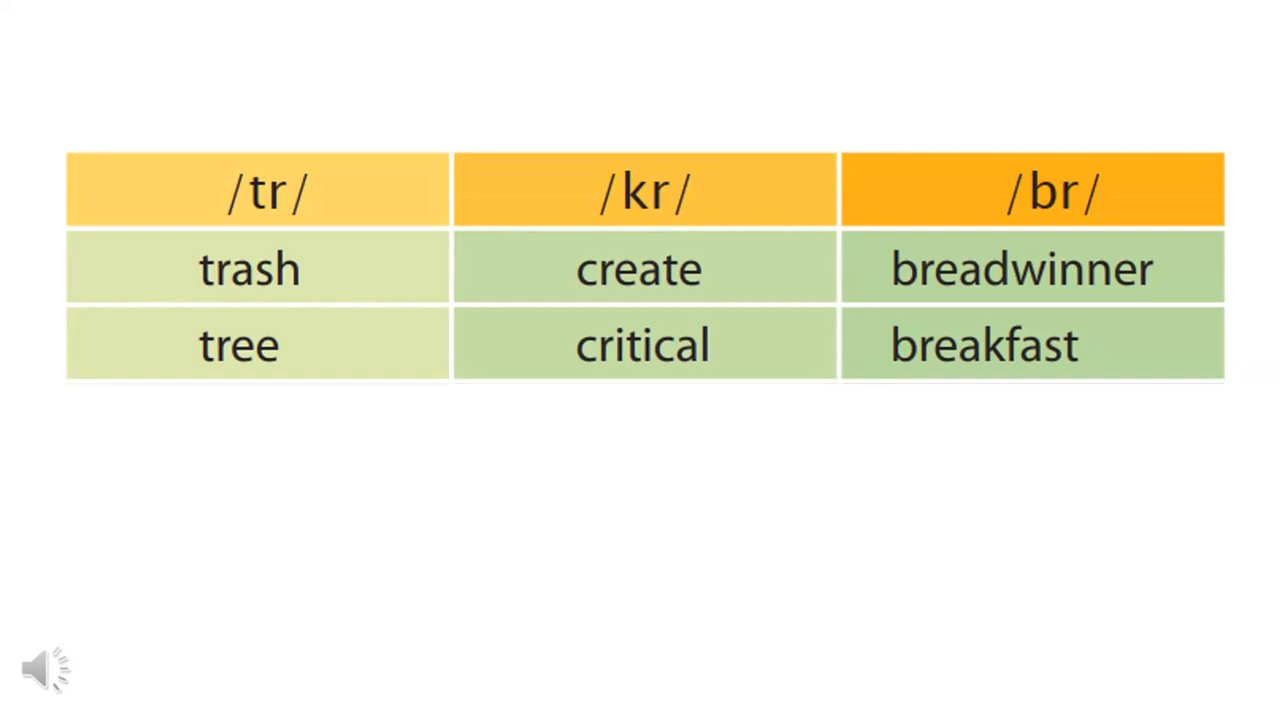 /tr/ /kr/ /br/
trash create breadwinner
tree critical breakfast